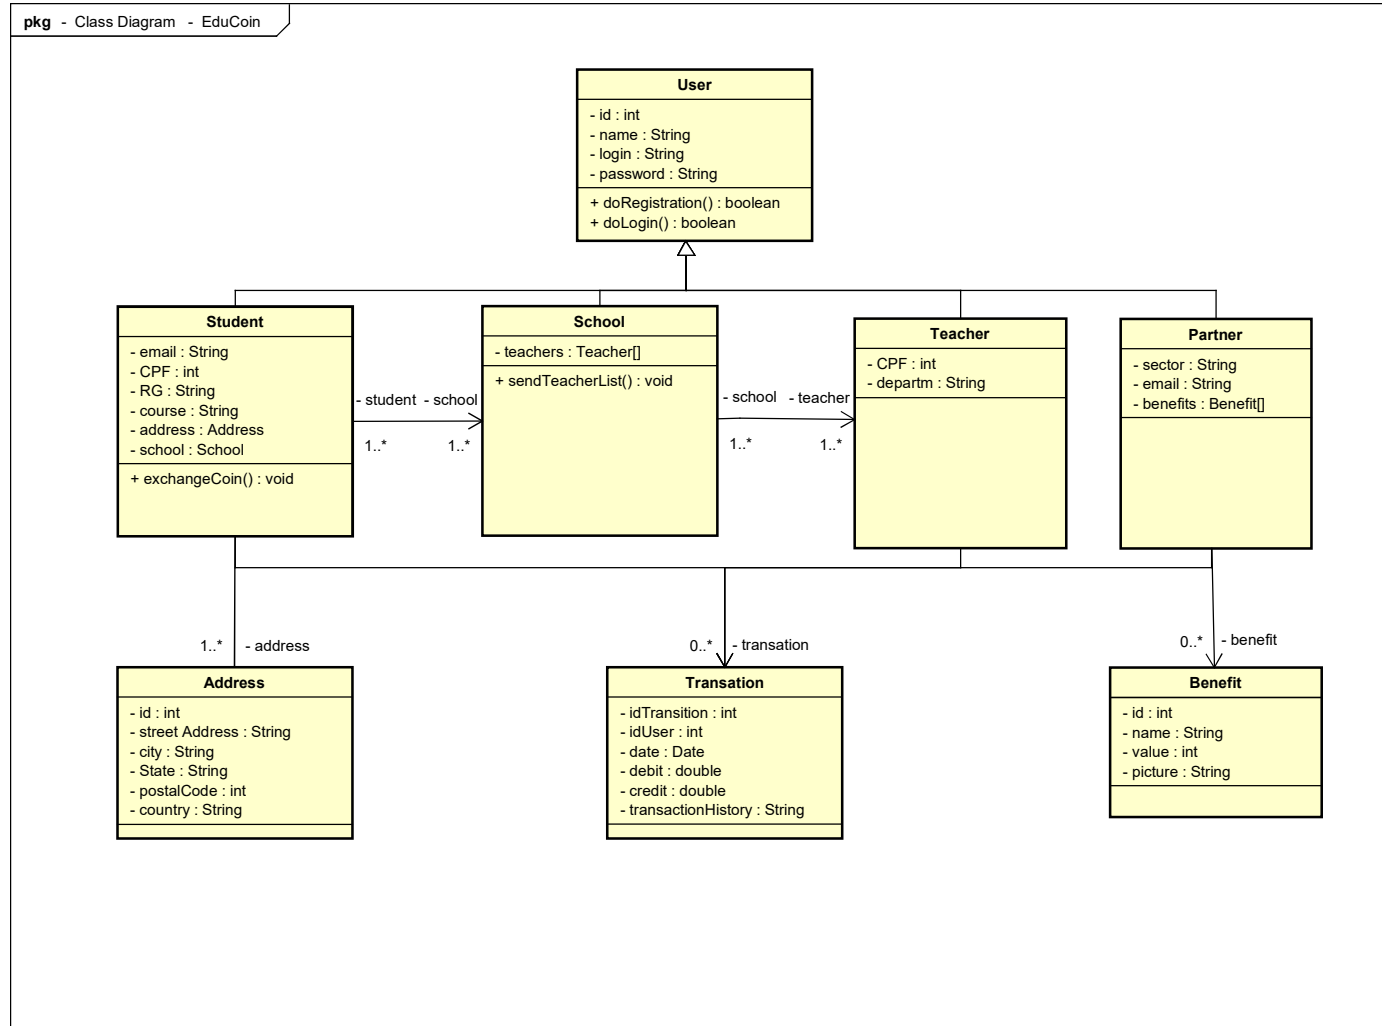 pkg - Class Diagram - EduCoin
User
- id : int
- name : String
- login : String
- password : String
+ doRegistration() : boolean
+ doLogin() : boolean
Student
- email : String
- CPF : int
- RG : String
- course : String
- address : Address
- school : School
+ exchangeCoin() : void
- student
- school
1..*
1..*
School
- teachers : Teacher[]
+ sendTeacherList() : void
- school
- teacher
1..*
1..*
Teacher
- CPF : int
- departm : String
Partner
- sector : String
- email : String
- benefits : Benefit[]
1..*
- address
0..*
- transation
0..*
- benefit
Address
- id : int
- street Address : String
- city : String
- State : String
- postalCode : int
- country : String
Transation
- idTransition : int
- idUser : int
- date : Date
- debit : double
- credit : double
- transactionHistory : String
Benefit
- id : int
- name : String
- value : int
- picture : String